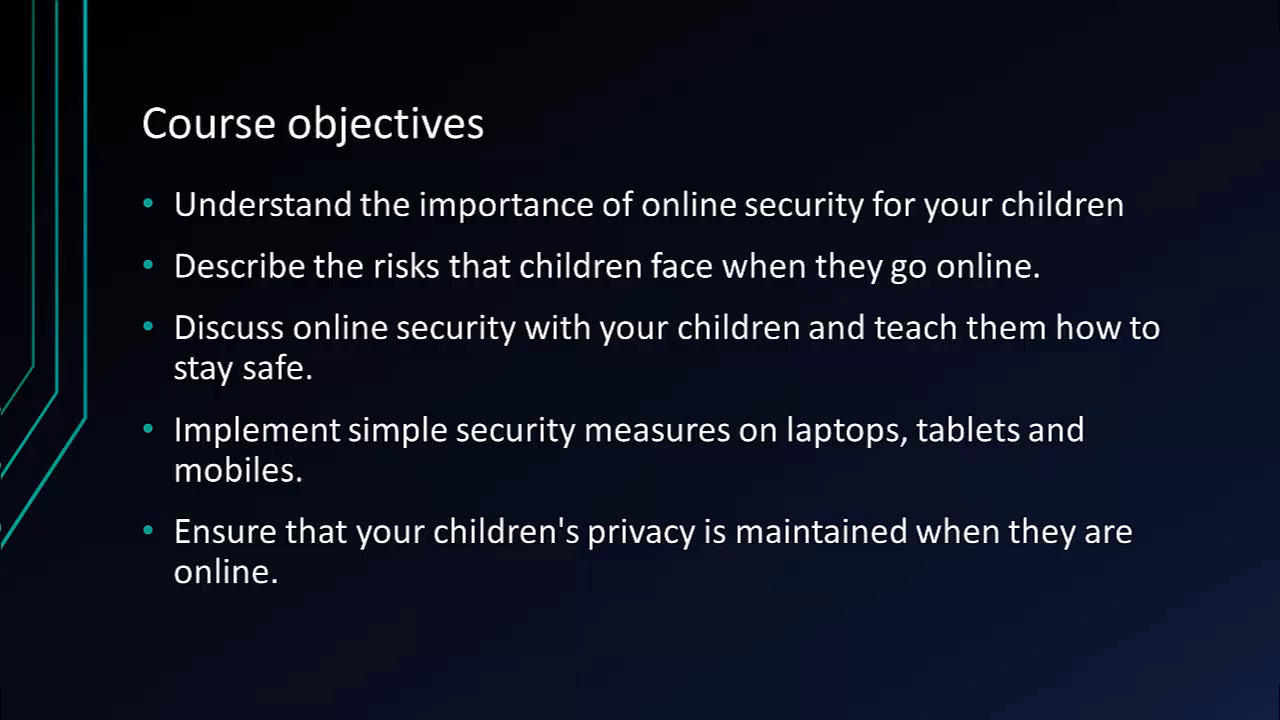 Course objectives
• Understand the importance of online security for your children
• Describe the risks that children face when they go online.
• Discuss online security with your children and teach them how to
stay safe.
• Implement simple security measures on laptops, tablets and
mobiles.
• Ensure that your children's privacy is maintained when they are
online.